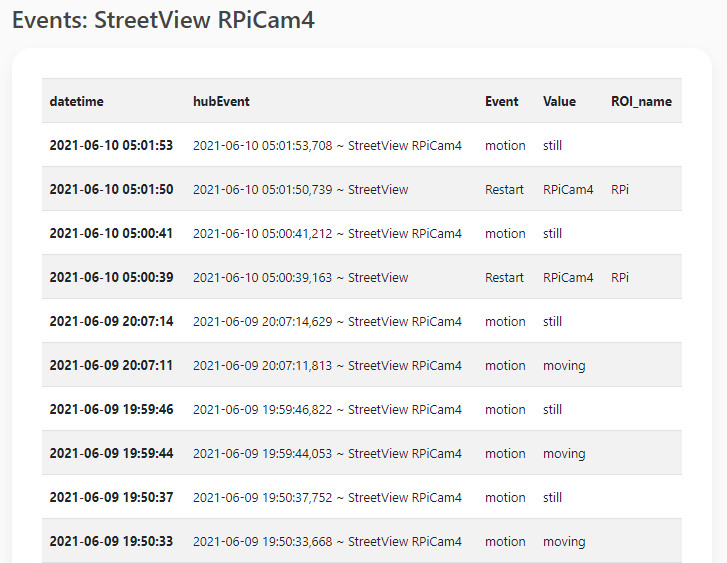 Events: StreetView RPiCam4
datetime hubEvent Event Value ROI_name
2021-06-10 05:01:53 2021-06-10 05:01:53,708 ~ StreetView RPiCam4 motion still
2021-06-10 05:01:50 2021-06-10 05:01:50,739 ~ StreetView Restart RPiCam4 RPi
2021-06-10 05:00:41 2021-06-10 05:00:41,212 ~ StreetView RPiCam4 motion still
2021-06-10 05:00:39 2021-06-10 05:00:39,163 ~ StreetView Restart RPiCam4 RPi
2021-06-09 20:07:14 2021-06-09 20:07:14,629 ~ StreetView RPiCam4 motion still
2021-06-09 20:07:11 2021-06-09 20:07:11,813 ~ StreetView RPiCam4 motion moving
2021-06-09 19:59:46 2021-06-09 19:59:46,822 ~ StreetView RPiCam4 motion still
2021-06-09 19:59:44 2021-06-09 19:59:44,053 ~ StreetView RPiCam4 motion moving
2021-06-09 19:50:37 2021-06-09 19:50:37,752 ~ StreetView RPiCam4 motion still
2021-06-09 19:50:33 2021-06-09 19:50:33,668 ~ StreetView RPiCam4 motion moving